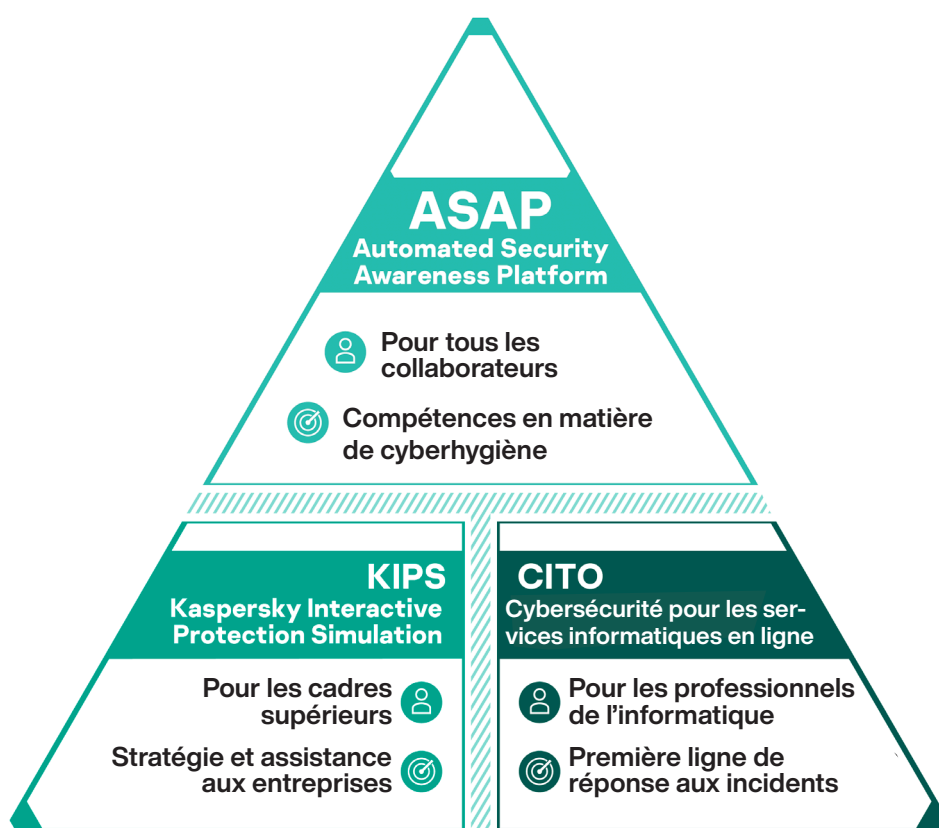 ASAP
Automated Security
Awareness Platform
Pour tous les
collaborateurs
Compétences en matière
de cyberhygiène
KIPS
Kaspersky Interactive
Protection Simulation
Pour les cadres
supérieurs
Stratégie et assistance
aux entreprises
CITO
Cybersécurité pour les ser-
vices informatiques en ligne
Pour les professionnels
de l’informatique
Première ligne de
réponse aux incidents